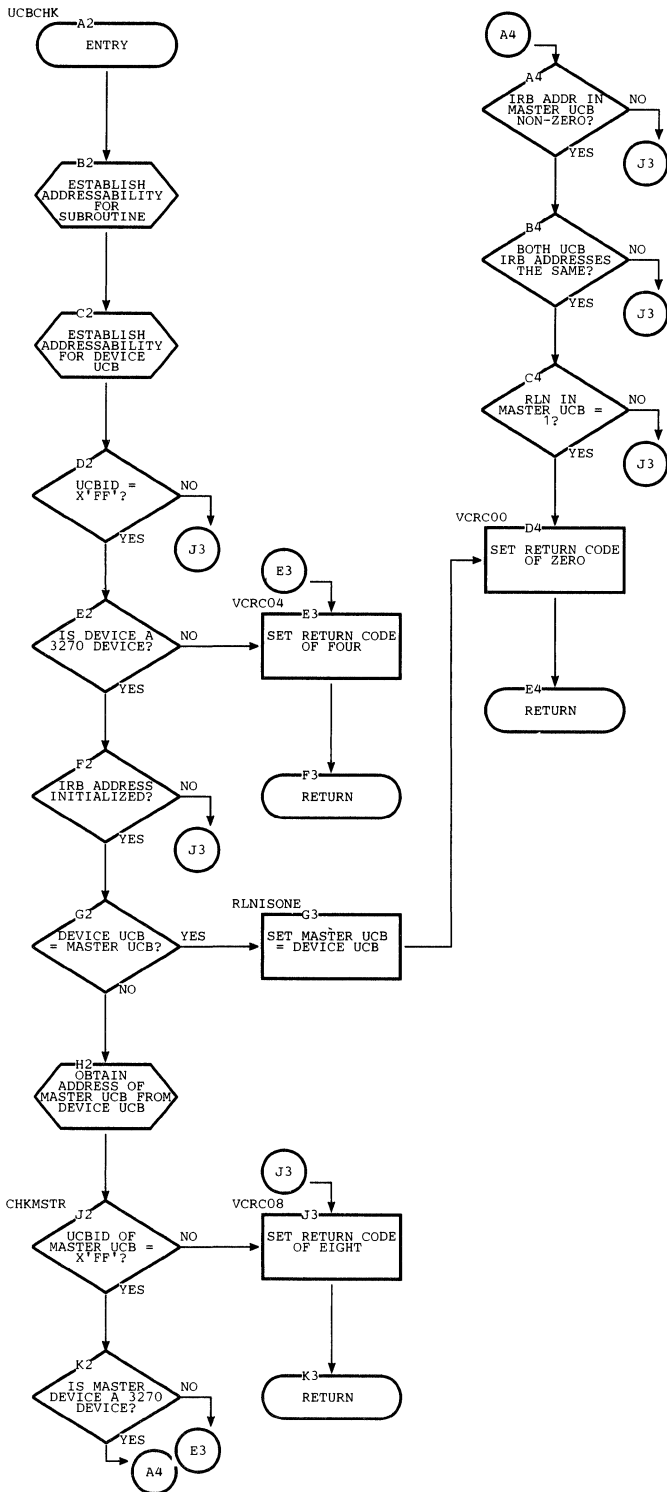 UCBCHK
A2
ENTRY
B2
ESTABLISH
ADDRESSABILITY
FOR
SUBROUTINE
C2
ESTABLISH
ADDRESSABILITY
FOR DEVICE
UCB
D2
UCBID =
X'FF'?
NO
J3
YES
E2
IS DEVICE A
3270 DEVICE?
NO
YES
E3
VCRC04
E3
SET RETURN CODE
OF FOUR
F3
RETURN
F2
IRB ADDRESS
INITIALIZED?
NO
J3
YES
G2
DEVICE UCB
= MASTER UCB?
YES
NO
RLNISONE
G3
SET MASTER UCB
= DEVICE UCB
H2
OBTAIN
ADDRESS OF
MASTER UCB FROM
DEVICE UCB
CHKMSTR
J2
UCBID OF
MASTER UCB =
X'FF'?
NO
YES
J3
VCRC08
J3
SET RETURN CODE
OF EIGHT
K3
RETURN
K2
IS MASTER
DEVICE A 3270
DEVICE?
NO
E3
YES
A4
A4
A4
IRB ADDR IN
MASTER UCB
NON-ZERO?
NO
J3
YES
B4
BOTH UCB
IRB ADDRESSES
THE SAME?
NO
J3
YES
C4
RLN IN
MASTER UCB =
1?
NO
J3
YES
VCRC00
D4
SET RETURN CODE
OF ZERO
E4
RETURN